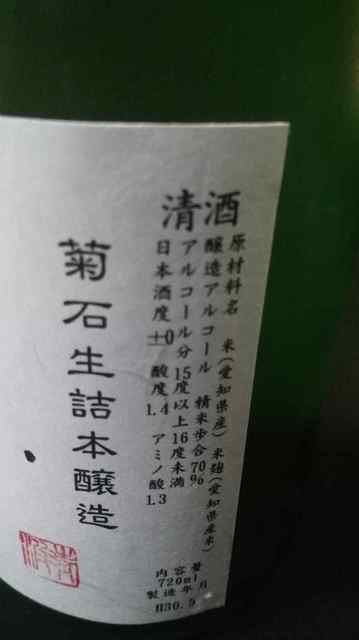 清酒
原材料名 米(愛知県産)米麹(愛知県産米)
醸造アルコール 精米歩合70%
アルコール分15度以上16度未満
日本酒度±0 酸度1.4 アミノ酸1.3
内容量
720ml
製造年月
H30.5
菊石生詰本醸造